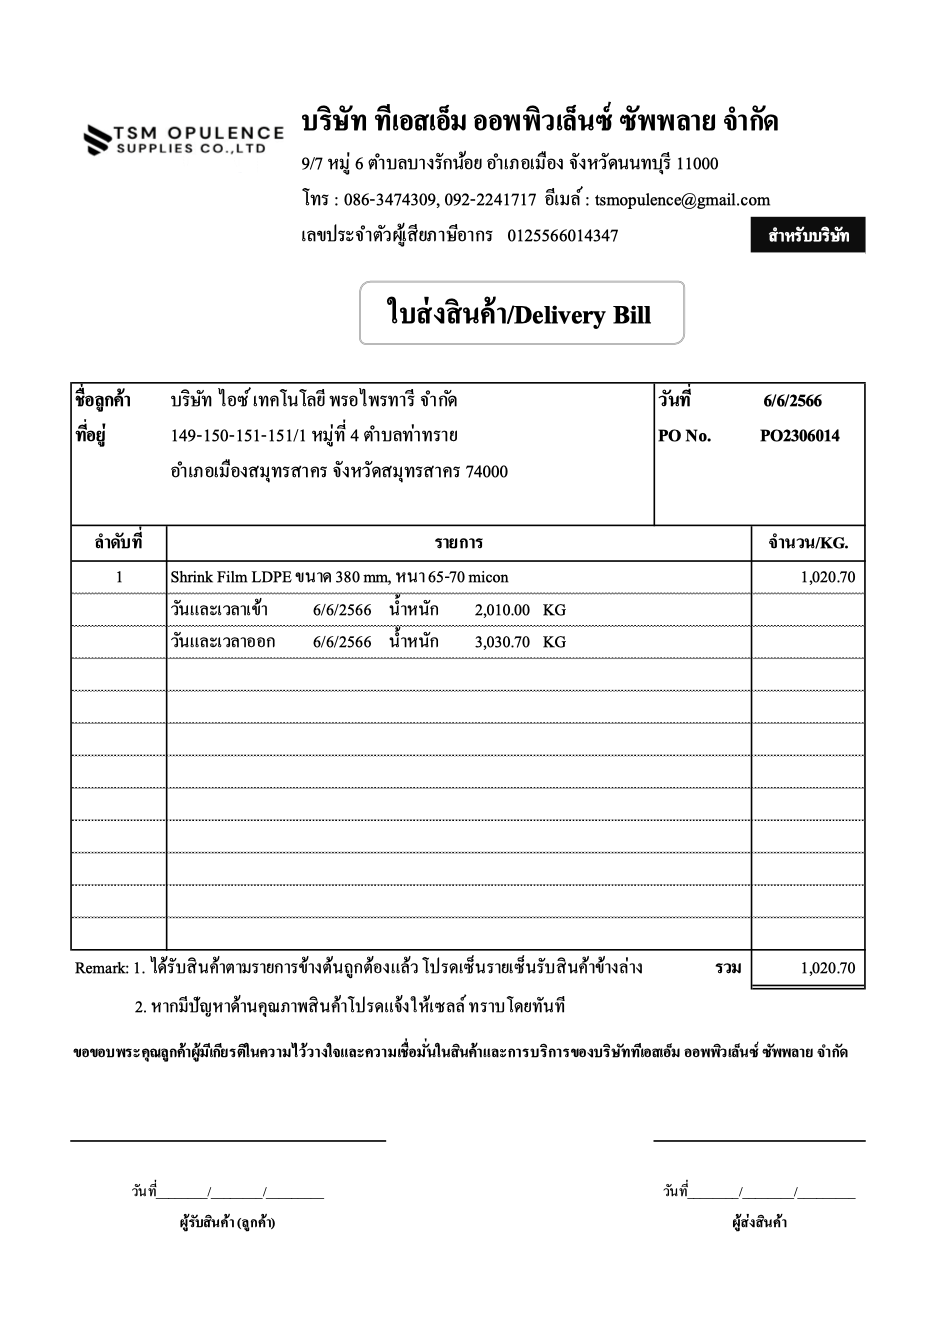 TSM OPULENCE
SUPPLIES CO.,LTD
บริษัท ทีเอสเอ็ม ออพพิวเล็นซ์ ซัพพลาย จำกัด
9/7 หมู่ 6 ตำบลบางรักน้อย อำเภอเมือง จังหวัดนนทบุรี 11000
โทร : 086-3474309, 092-2241717 อีเมล์ : tsmopulence@gmail.com
เลขประจำตัวผู้เสียภาษีอากร 0125566014347
สำหรับบริษัท
ใบส่งสินค้า/Delivery Bill
ชื่อลูกค้า บริษัท ไอซ์ เทคโนโลยี พรอไพรทารี จำกัด วันที่ 6/6/2566
ที่อยู่ 149-150-151-151/1 หมู่ที่ 4 ตำบลท่าทราย PO No. PO2306014
อำเภอเมืองสมุทรสาคร จังหวัดสมุทรสาคร 74000
ลำดับที่ รายการ จำนวน/KG.
1 Shrink Film LDPE ขนาด 380 mm, หนา 65-70 micon 1,020.70
วันและเวลาเข้า 6/6/2566 น้ำหนัก 2,010.00 KG
วันและเวลาออก 6/6/2566 น้ำหนัก 3,030.70 KG
Remark: 1. ได้รับสินค้าตามรายการข้างต้นถูกต้องแล้ว โปรดเซ็นรายเซ็นรับสินค้าข้างล่าง รวม 1,020.70
2. หากมีปัญหาด้านคุณภาพสินค้าโปรดแจ้งให้เซลล์ ทราบโดยทันที
ขอขอบพระคุณลูกค้าผู้มีเกียรติในความไว้วางใจและความเชื่อมั่นในสินค้าและการบริการของบริษัททีเอสเอ็ม ออพพิวเล็นซ์ ซัพพลาย จำกัด
วันที่_______/_______/________ วันที่_______/_______/________
ผู้รับสินค้า (ลูกค้า) ผู้ส่งสินค้า